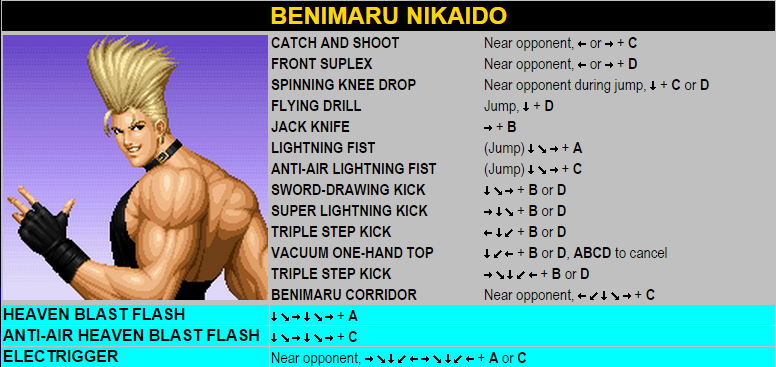 BENIMARU NIKAIDO
CATCH AND SHOOT Near opponent, ← or → + C
FRONT SUPLEX Near opponent, ← or → + D
SPINNING KNEE DROP Near opponent during jump, ↓ + C or D
FLYING DRILL Jump, ↓ + D
JACK KNIFE → + B
LIGHTNING FIST (Jump) ↓ ↘ → + A
ANTI-AIR LIGHTNING FIST (Jump) ↓ ↘ → + C
SWORD-DRAWING KICK ↓ ↘ → + B or D
SUPER LIGHTNING KICK → ↓ ↘ + B or D
TRIPLE STEP KICK ← ↓ ↙ + B or D
VACUUM ONE-HAND TOP ↓ ↙ ← + B or D, ABCD to cancel
TRIPLE STEP KICK → ↘ ↓ ↙ ← + B or D
BENIMARU CORRIDOR Near opponent, ← ↙ ↓ ↘ → + C
HEAVEN BLAST FLASH ↓ ↘ → ↓ ↘ → + A
ANTI-AIR HEAVEN BLAST FLASH ↓ ↘ → ↓ ↘ → + C
ELECTRIGGER Near opponent, → ↘ ↓ ↙ ← → ↘ ↓ ↙ ← + A or C